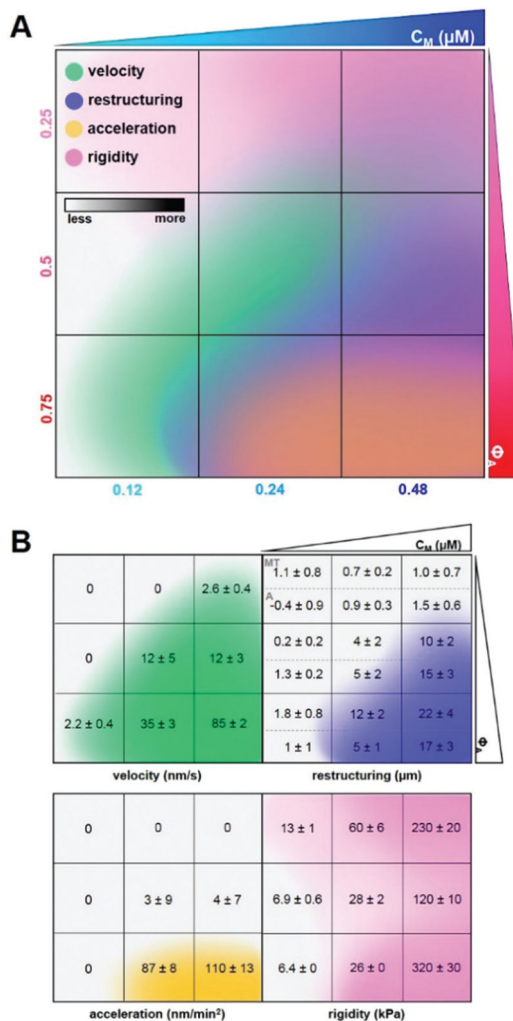 A
C_M (μM)
velocity
restructuring
acceleration
rigidity
less more
0.25
0.5
0.75
Φ_A
0.12 0.24 0.48
B
C_M (μM)
0 0 2.6 ± 0.4
0 12 ± 5 12 ± 3
2.2 ± 0.4 35 ± 3 85 ± 2
velocity (nm/s)
MT 1.1 ± 0.8 0.7 ± 0.2 1.0 ± 0.7
A -0.4 ± 0.9 0.9 ± 0.3 1.5 ± 0.6
0.2 ± 0.2 4 ± 2 10 ± 2
1.3 ± 0.2 5 ± 2 15 ± 3
1.8 ± 0.8 12 ± 2 22 ± 4
1 ± 1 5 ± 1 17 ± 3
restructuring (μm)
Φ_A
0 0 0
0 3 ± 9 4 ± 7
0 87 ± 8 110 ± 13
acceleration (nm/min²)
13 ± 1 60 ± 6 230 ± 20
6.9 ± 0.6 28 ± 2 120 ± 10
6.4 ± 0 26 ± 0 320 ± 30
rigidity (kPa)